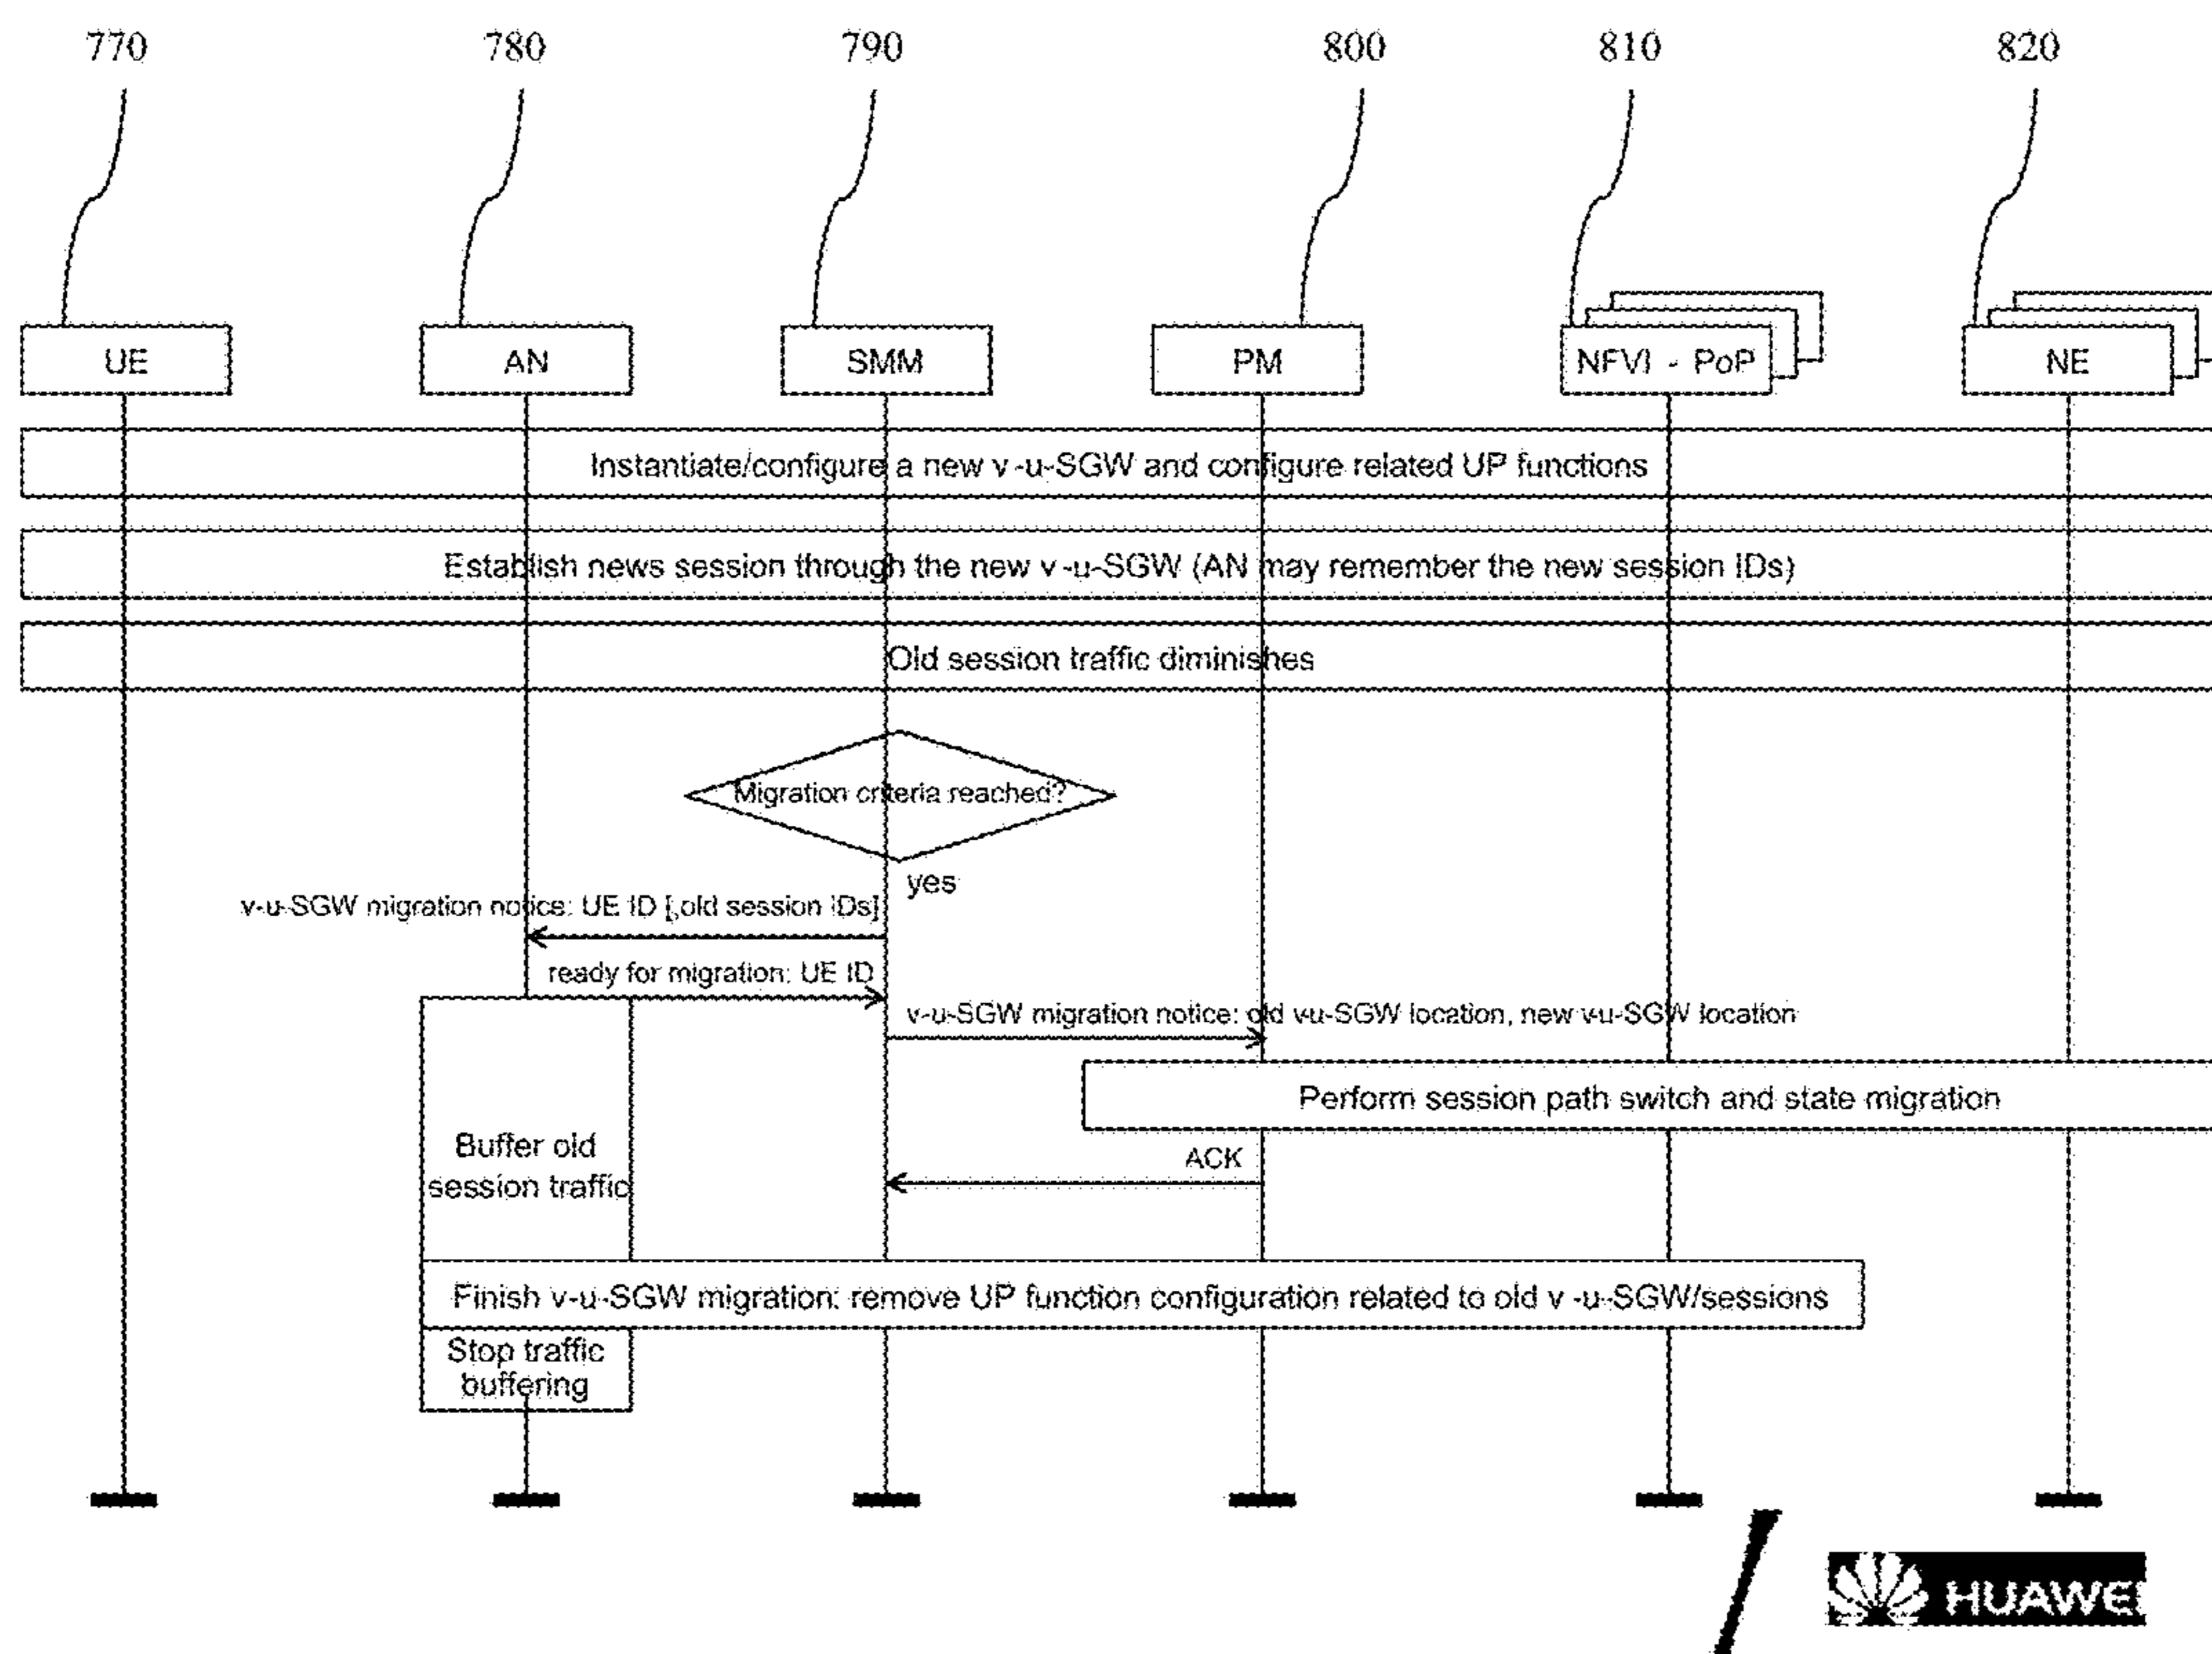 770 780 790 800 810 820
UE AN SMM PM NFVI - PoP NE
Instantiate/configure a new v-u-SGW and configure related UP functions
Establish news session through the new v-u-SGW (AN may remember the new session IDs)
Old session traffic diminishes
Migration criteria reached?
yes
v-u-SGW migration notice: UE ID [,old session IDs]
ready for migration: UE ID
v-u-SGW migration notice: old vu-SGW location, new vu-SGW location
Perform session path switch and state migration
Buffer old
session traffic
ACK
Finish v-u-SGW migration: remove UP function configuration related to old v-u-SGW/sessions
Stop traffic
buffering
HUAWEI